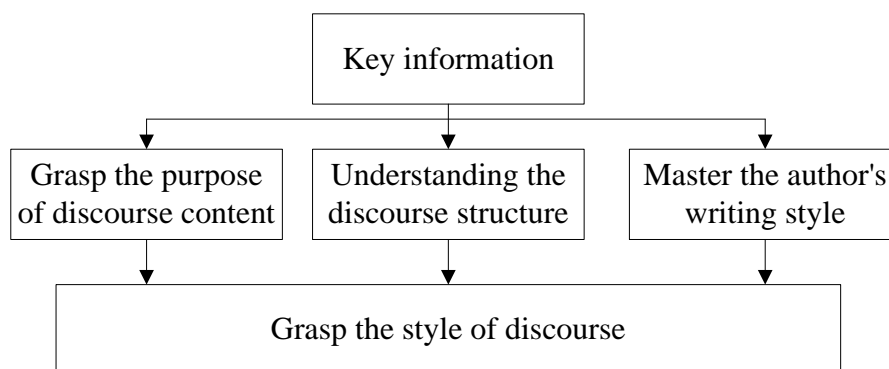 Key information
Grasp the purpose
of discourse content
Understanding the
discourse structure
Master the author's
writing style
Grasp the style of discourse